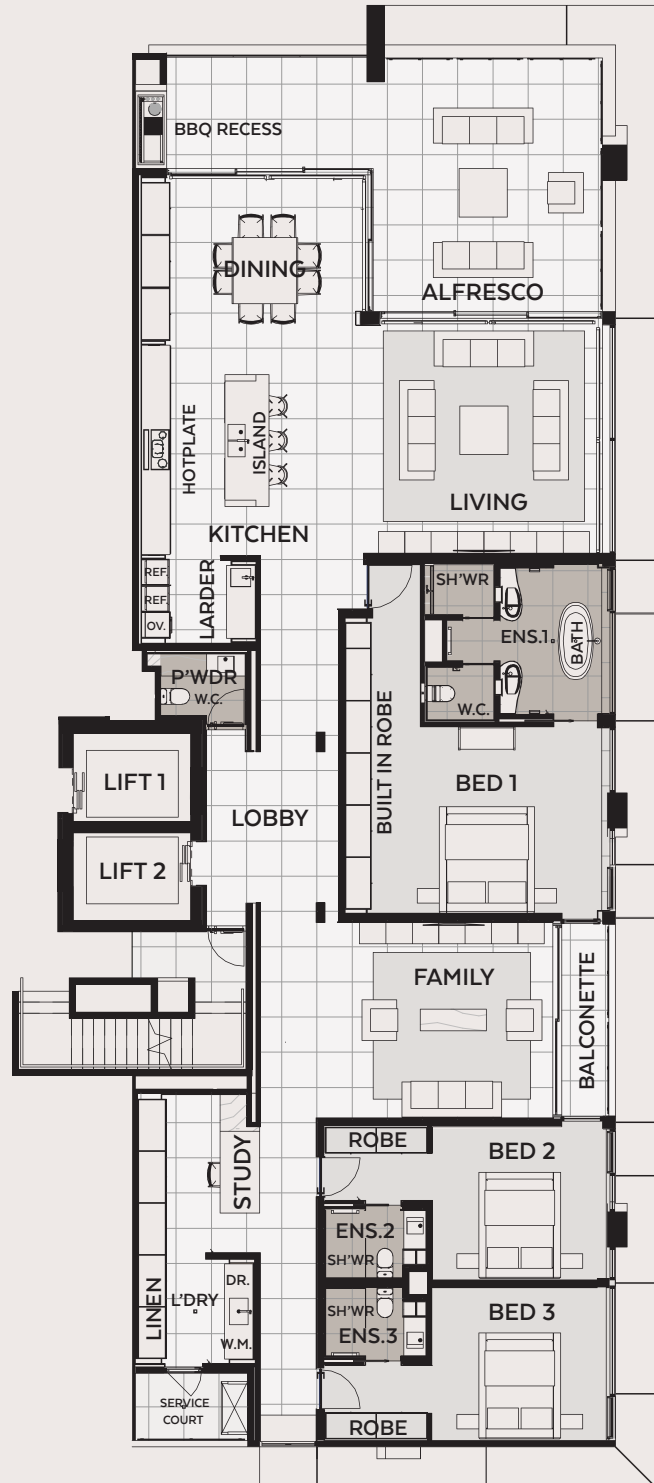 BBQ RECESS
DINING
ALFRESCO
HOTPLATE
ISLAND
LIVING
KITCHEN
REF.
REF.
OV.
LARDER
SH'WR
ENS.1
BATH
P'WDR
W.C.
W.C.
BUILT IN ROBE
BED 1
LIFT 1
LOBBY
LIFT 2
FAMILY
BALCONETTE
STUDY
ROBE
BED 2
ENS.2
SH'WR
LINEN
L'DRY
DR.
W.M.
SH'WR
ENS.3
BED 3
SERVICE
COURT
ROBE